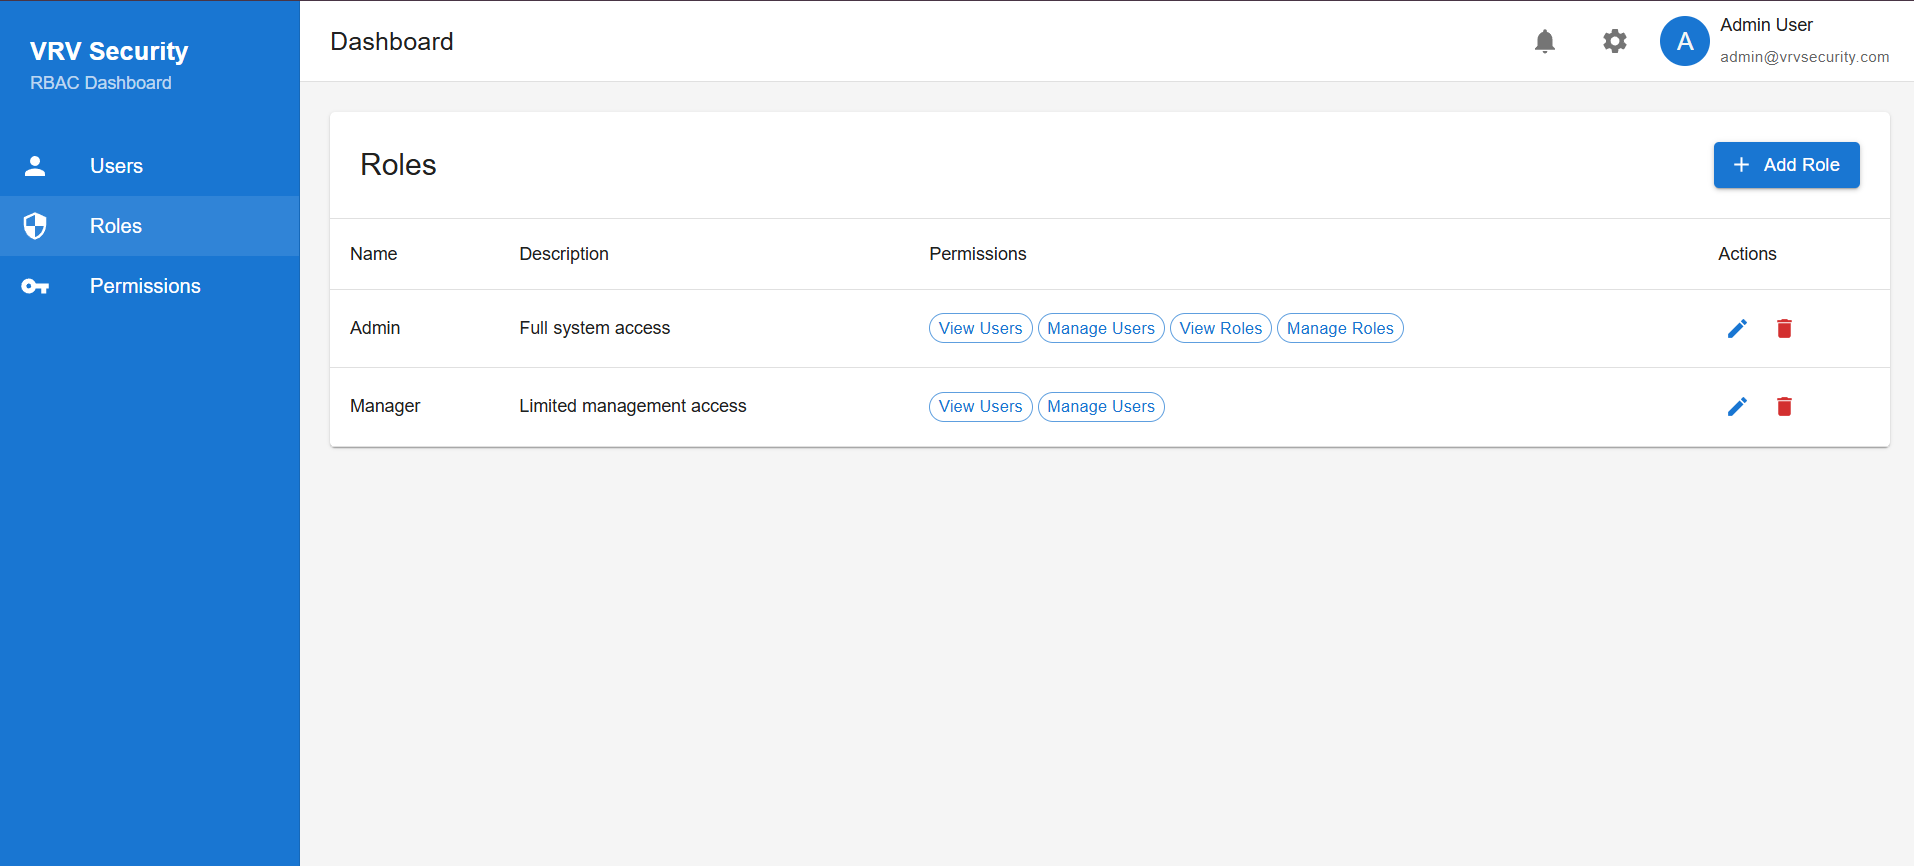 VRV Security
RBAC Dashboard
Users
Roles
Permissions
Dashboard
A
Admin User
admin@vrvsecurity.com
Roles
Add Role
Name Description Permissions Actions
Admin Full system access View Users Manage Users View Roles Manage Roles
Manager Limited management access View Users Manage Users